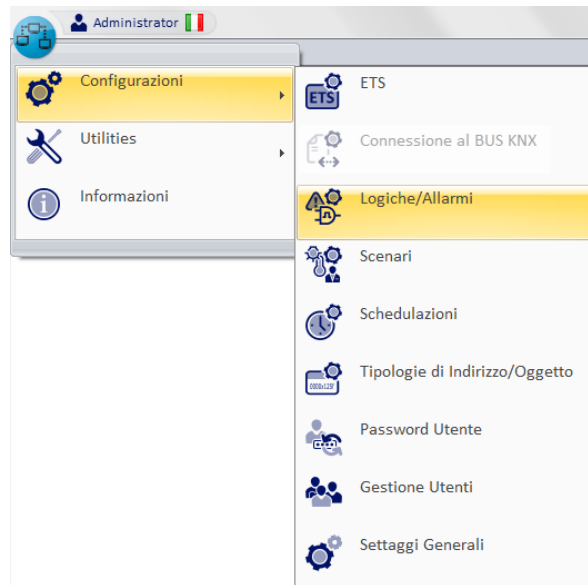 Administrator
Configurazioni
Utilities
Informazioni
ETS
ETS
Connessione al BUS KNX
Logiche/Allarmi
Scenari
Schedulazioni
Tipologie di Indirizzo/Oggetto
Password Utente
Gestione Utenti
Settaggi Generali